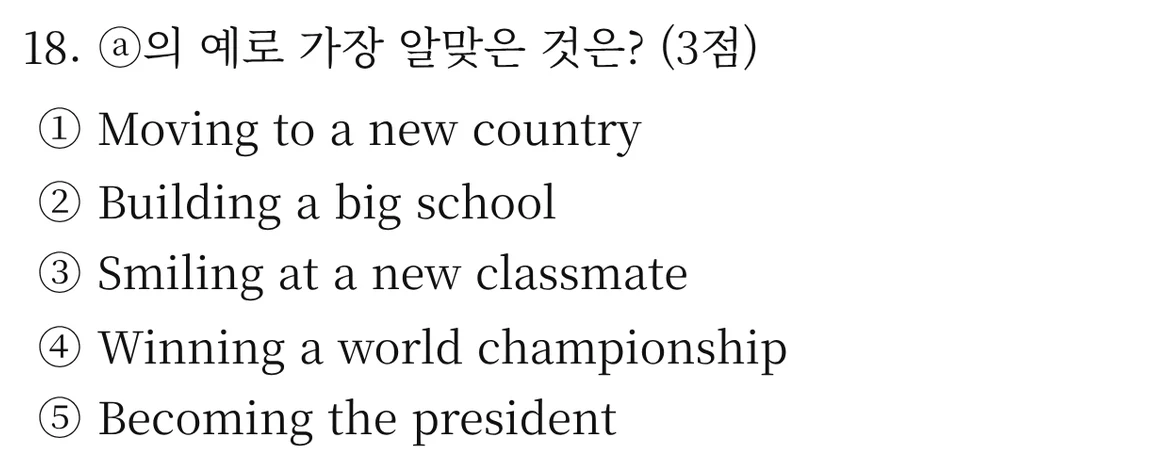 18. ⓐ의 예로 가장 알맞은 것은? (3점)
① Moving to a new country
② Building a big school
③ Smiling at a new classmate
④ Winning a world championship
⑤ Becoming the president